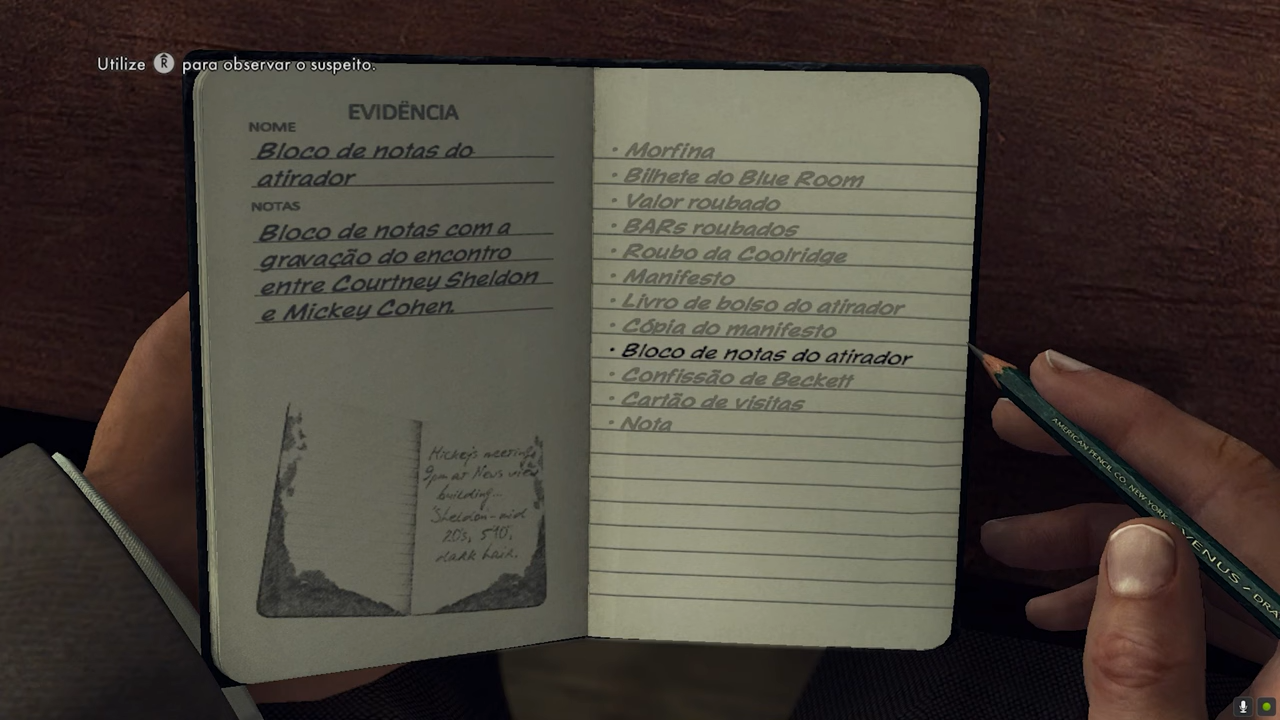 Utilize R para observar o suspeito.
EVIDÊNCIA
NOME
Bloco de notas do
atirador
NOTAS
Bloco de notas com a
gravação do encontro
entre Courtney Sheldon
e Mickey Cohen.
Mickey's meeting
9pm at News view
building...
Sheldon-mid
20's, 5'10,
dark hair.
• Morfina
• Bilhete do Blue Room
• Valor roubado
• BARs roubados
• Roubo da Coolridge
• Manifesto
• Livro de bolso do atirador
• Cópia do manifesto
• Bloco de notas do atirador
• Confissão de Beckett
• Cartão de visitas
• Nota
AMERICAN PENCIL CO. NEW YORK VENUS / DRA